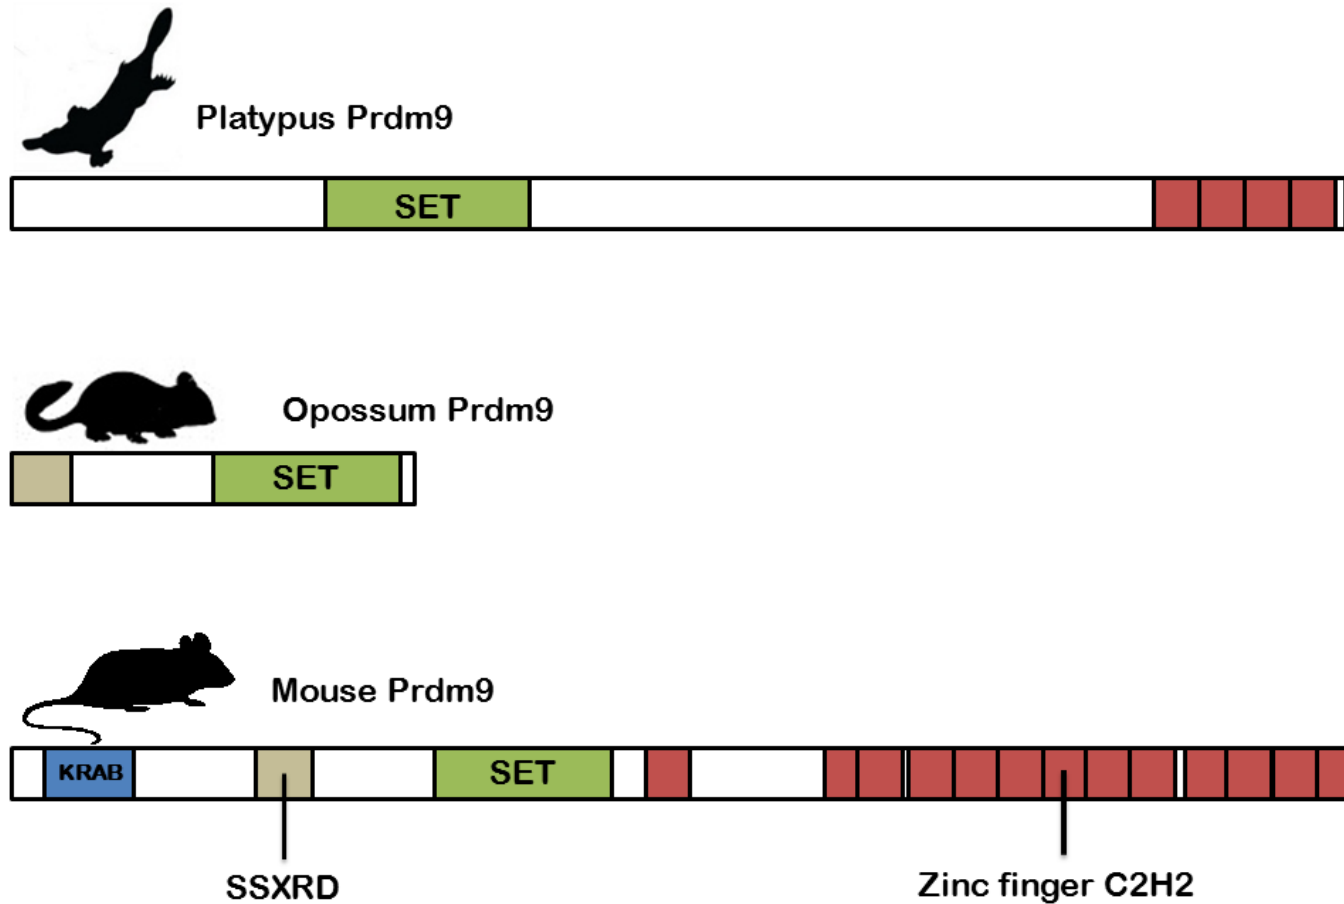 Platypus Prdm9
SET
Opossum Prdm9
SET
Mouse Prdm9
KRAB
SET
SSXRD
Zinc finger C2H2